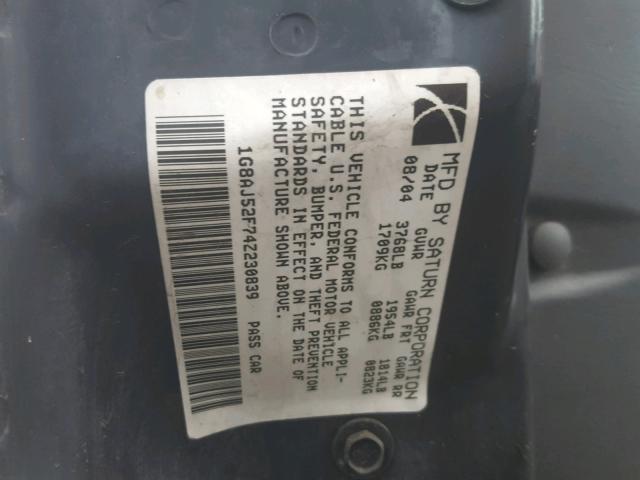 MFD BY SATURN CORPORATION
DATE GVWR GAWR FRT GAWR RR
08/04 3768LB 1954LB 1814LB
1709KG 0886KG 0823KG
THIS VEHICLE CONFORMS TO ALL APPLI-
CABLE U.S. FEDERAL MOTOR VEHICLE
SAFETY, BUMPER, AND THEFT PREVENTION
STANDARDS IN EFFECT ON THE DATE OF
MANUFACTURE SHOWN ABOVE.
1G8AJ52F74Z230839 PASS CAR